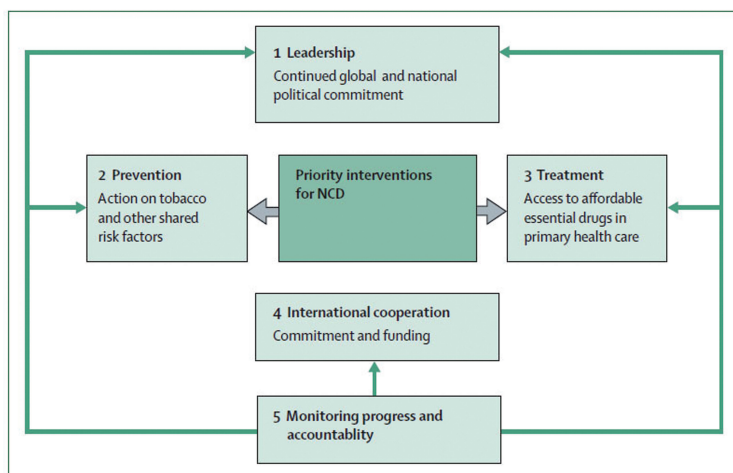 1 Leadership
Continued global and national
political commitment
2 Prevention
Action on tobacco
and other shared
risk factors
Priority interventions
for NCD
3 Treatment
Access to affordable
essential drugs in
primary health care
4 International cooperation
Commitment and funding
5 Monitoring progress and
accountablity